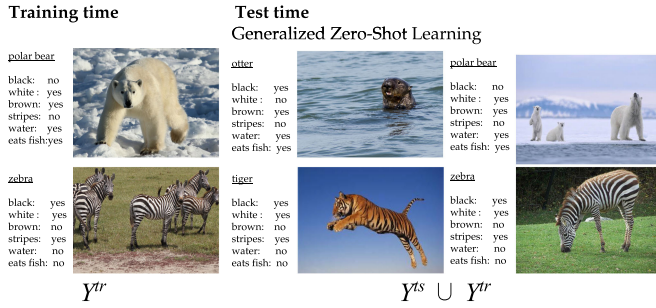 Training time
Test time
Generalized Zero-Shot Learning
polar bear
black: no
white : yes
brown: yes
stripes: no
water: yes
eats fish:yes
otter
black: yes
white : no
brown: yes
stripes: no
water: yes
eats fish: yes
polar bear
black: no
white : yes
brown: yes
stripes: no
water: yes
eats fish: yes
zebra
black: yes
white : yes
brown: no
stripes: yes
water: no
eats fish: no
tiger
black: yes
white : yes
brown: no
stripes: yes
water: no
eats fish: no
zebra
black: yes
white : yes
brown: no
stripes: yes
water: no
eats fish: no
Y^tr
Y^ts ∪ Y^tr